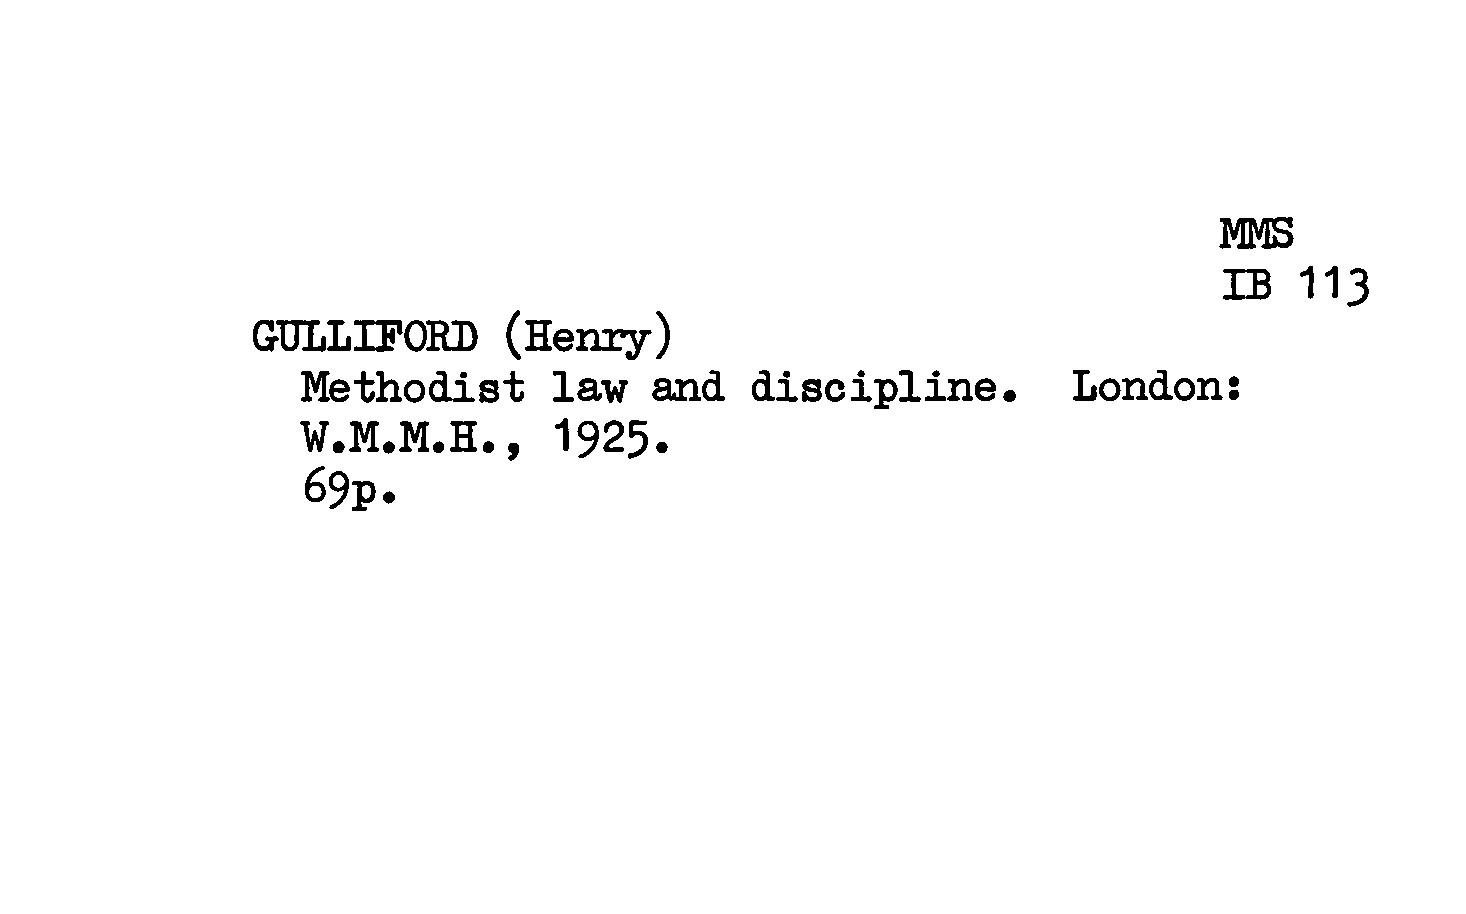 MMS
IB 113
GULLIFORD (Henry)
Methodist law and discipline. London:
W.M.M.H., 1925.
69p.